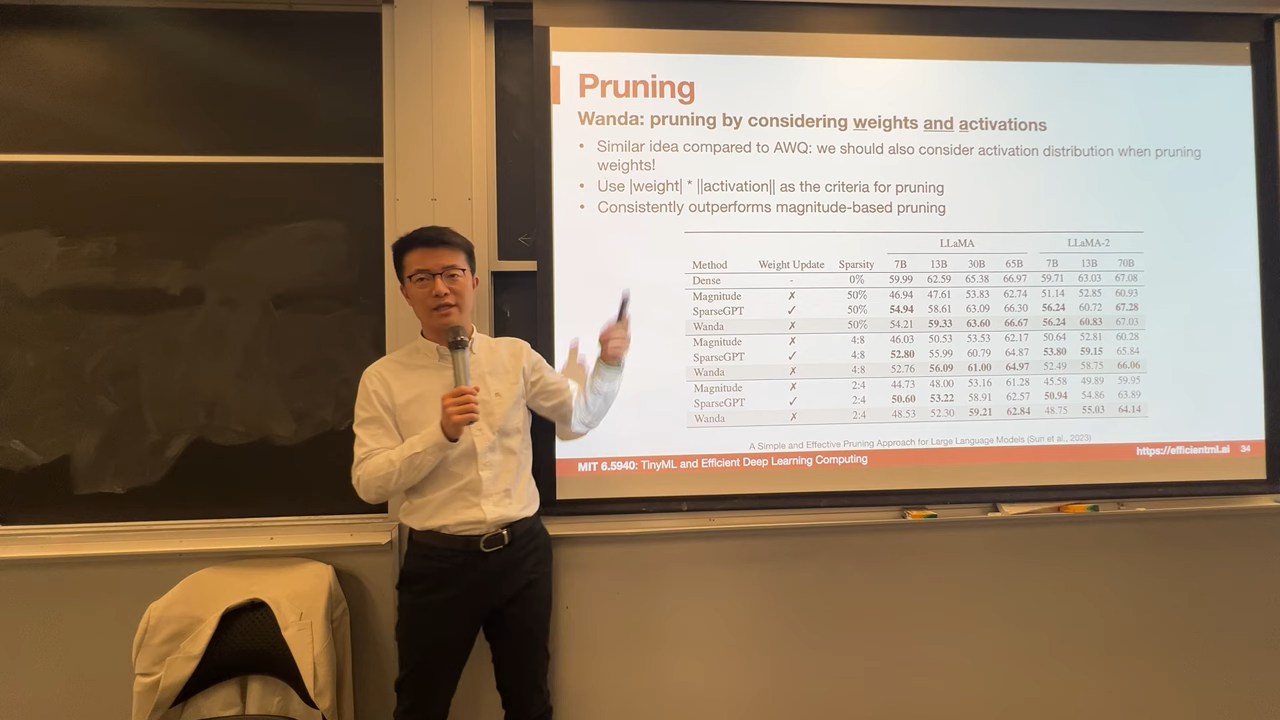 Pruning
Wanda: pruning by considering weights and activations
• Similar idea compared to AWQ: we should also consider activation distribution when pruning
weights!
• Use |weight| * ||activation|| as the criteria for pruning
• Consistently outperforms magnitude-based pruning
LLaMA LLaMA-2
Method Weight Update Sparsity 7B 13B 30B 65B 7B 13B 70B
Dense - 0% 59.99 62.59 65.38 66.97 59.71 63.03 67.08
Magnitude ✗ 50% 46.94 47.61 53.83 62.74 51.14 52.85 60.93
SparseGPT ✓ 50% 54.94 58.61 63.09 66.30 56.24 60.72 67.28
Wanda ✗ 50% 54.21 59.33 63.60 66.67 56.24 60.83 67.03
Magnitude ✗ 4:8 46.03 50.53 53.53 62.17 50.64 52.81 60.28
SparseGPT ✓ 4:8 52.80 55.99 60.79 64.87 53.80 59.15 65.84
Wanda ✗ 4:8 52.76 56.09 61.00 64.97 52.49 58.75 66.06
Magnitude ✗ 2:4 44.73 48.00 53.16 61.28 45.58 49.89 59.95
SparseGPT ✓ 2:4 50.60 53.22 58.91 62.57 50.94 54.86 63.89
Wanda ✗ 2:4 48.53 52.30 59.21 62.84 48.75 55.03 64.14
A Simple and Effective Pruning Approach for Large Language Models (Sun et al., 2023)
MIT 6.5940: TinyML and Efficient Deep Learning Computing https://efficientml.ai 34